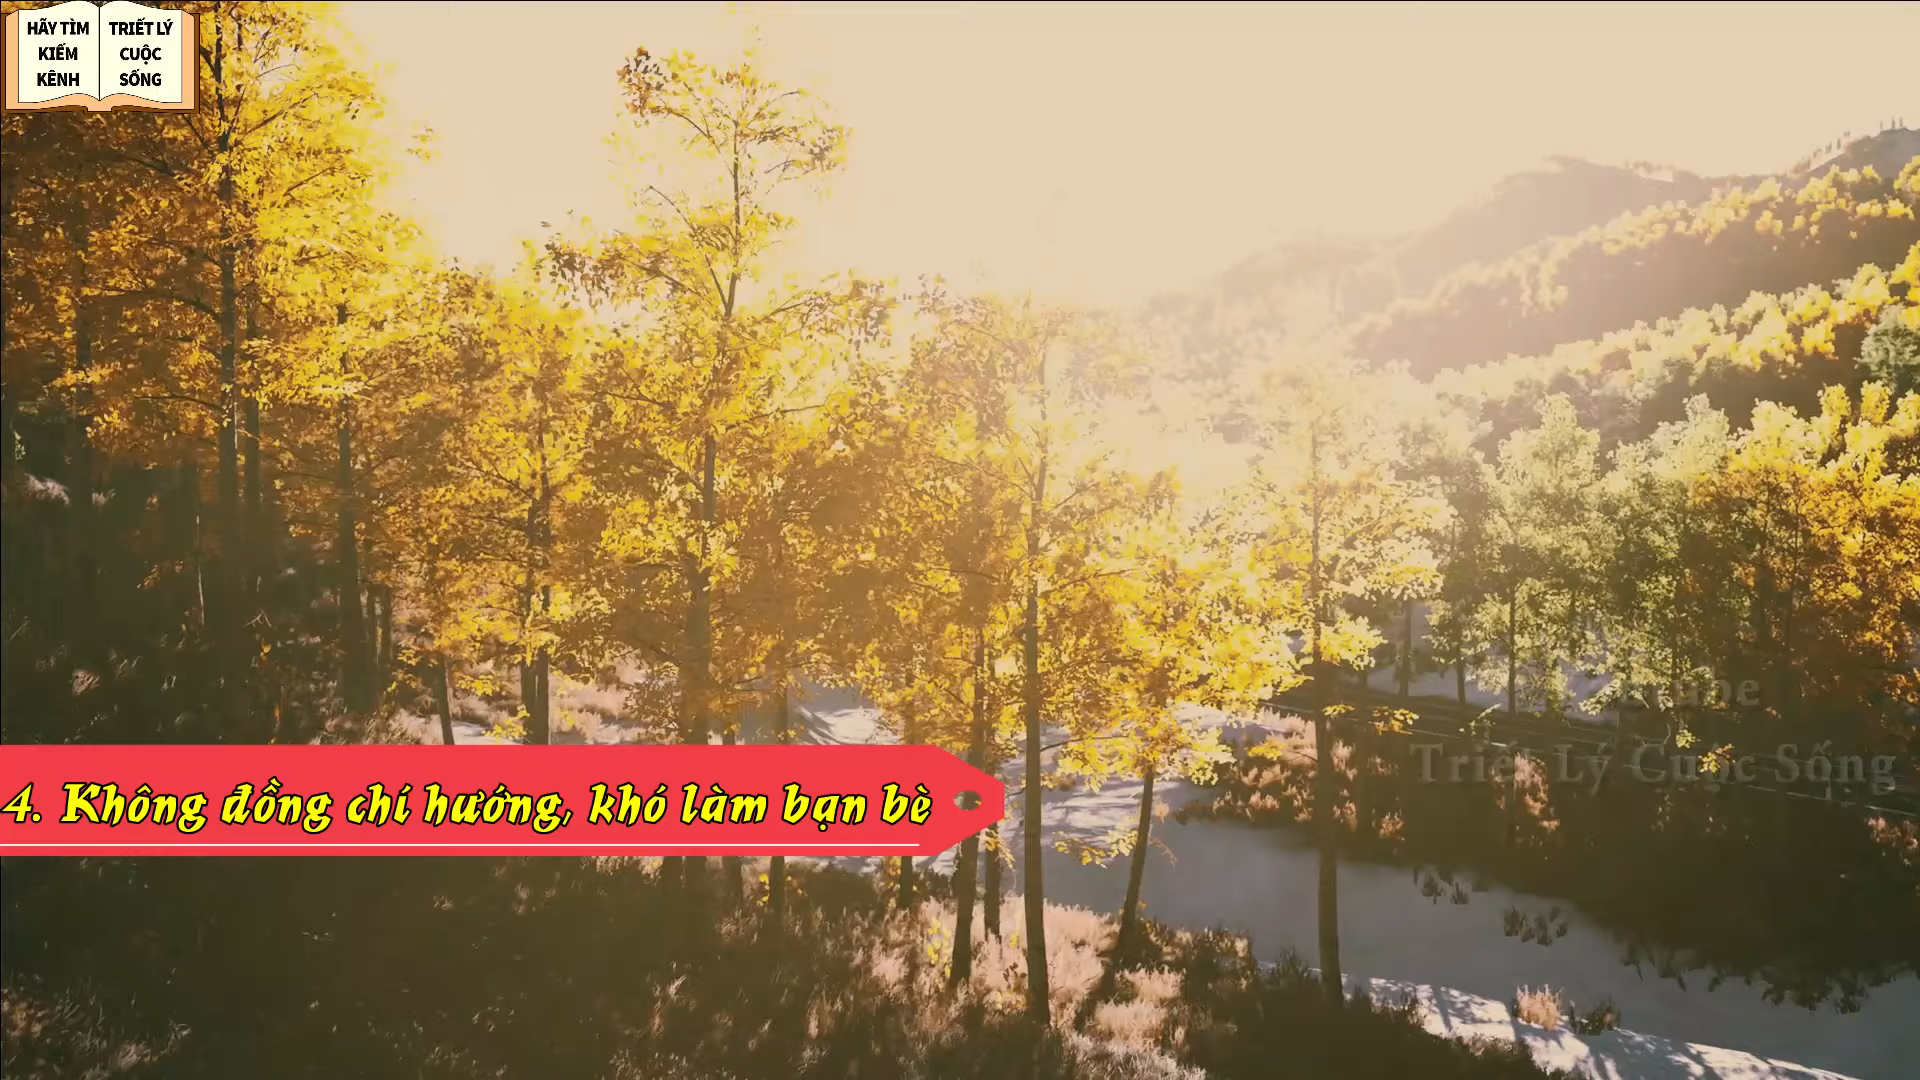 HÃY TÌM
KIẾM
KÊNH
TRIẾT LÝ
CUỘC
SỐNG
Triết Lý Cuộc Sống
4. Không đồng chí hướng, khó làm bạn bè